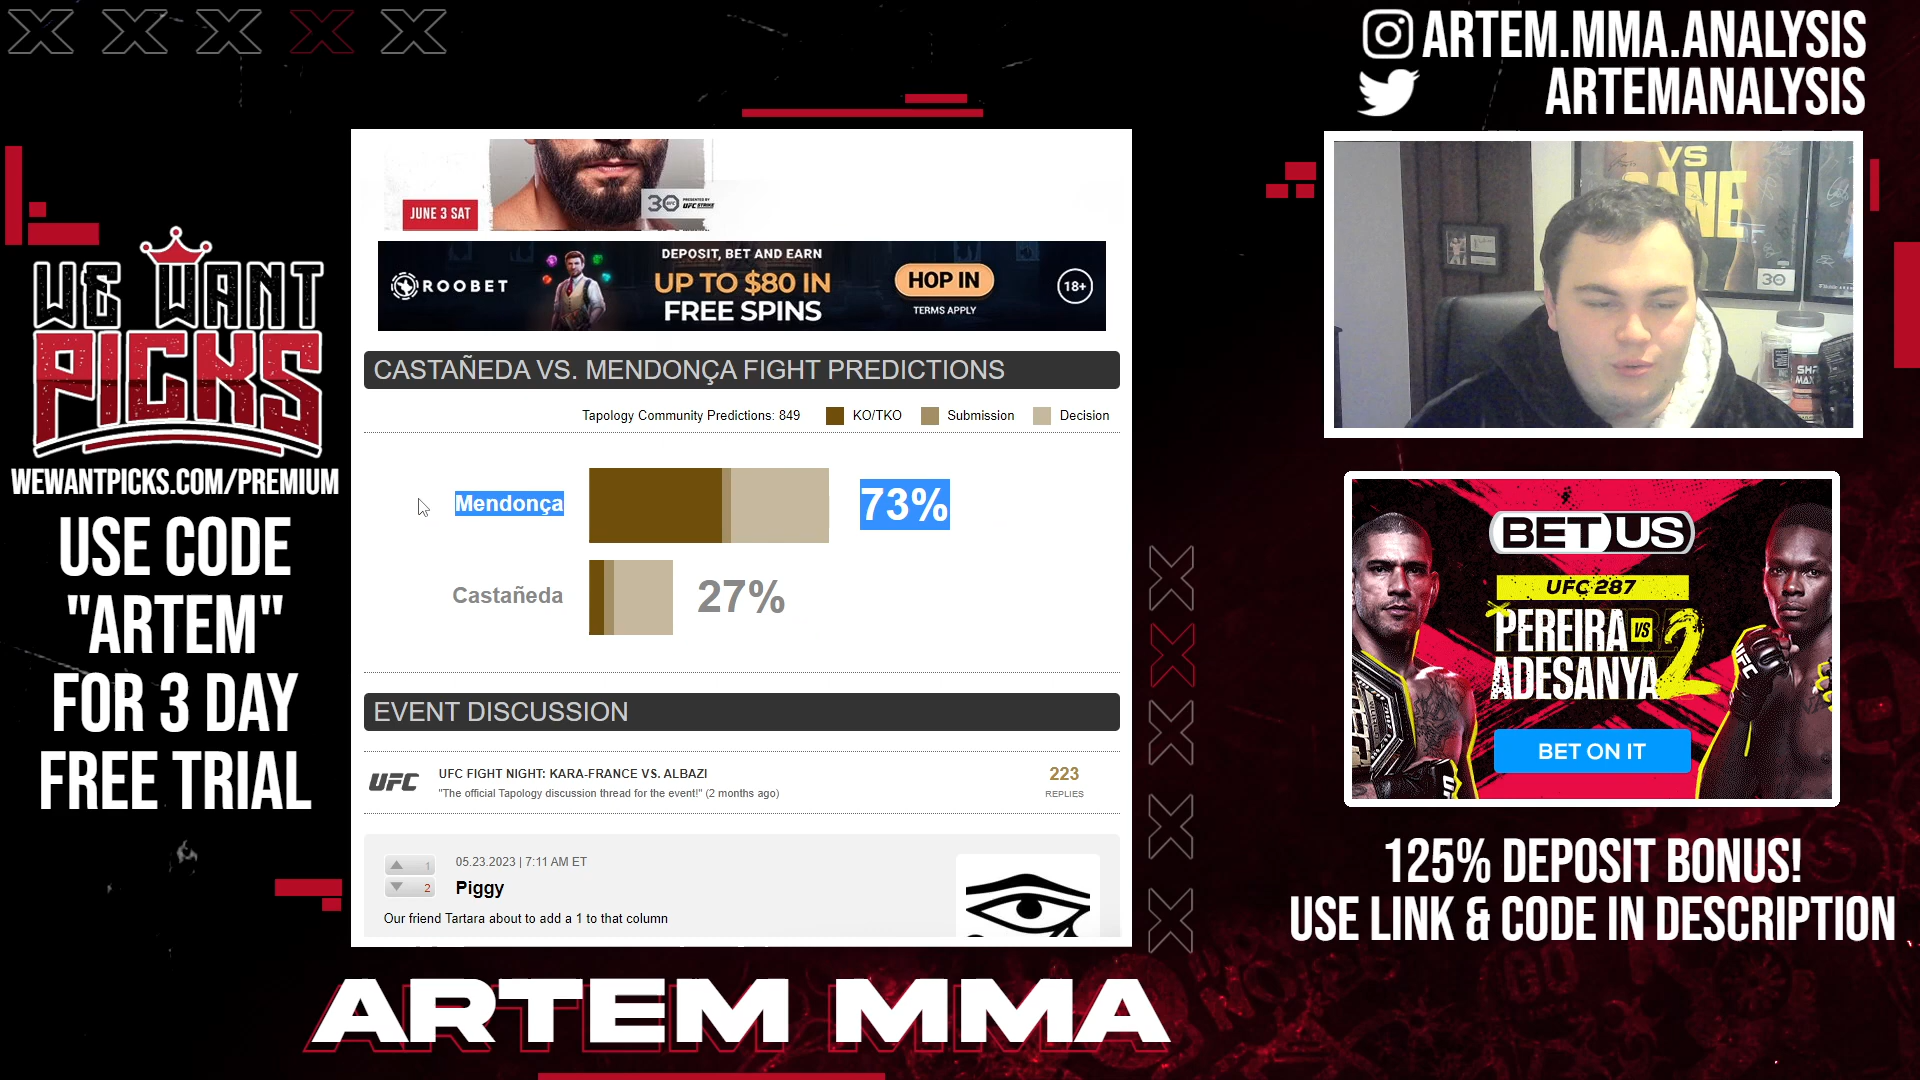 ARTEM.MMA.ANALYSIS
ARTEMANALYSIS
WE WANT
PICKS
WEWANTPICKS.COM/PREMIUM
USE CODE
"ARTEM"
FOR 3 DAY
FREE TRIAL
JUNE 3 SAT
30
ROOBET
DEPOSIT, BET AND EARN
UP TO $80 IN
FREE SPINS
HOP IN
TERMS APPLY
18+
CASTAÑEDA VS. MENDONÇA FIGHT PREDICTIONS
Tapology Community Predictions: 849
KO/TKO
Submission
Decision
Mendonça
73%
Castañeda
27%
EVENT DISCUSSION
UFC
UFC FIGHT NIGHT: KARA-FRANCE VS. ALBAZI
"The official Tapology discussion thread for the event!" (2 months ago)
223
REPLIES
1
2
05.23.2023 | 7:11 AM ET
Piggy
Our friend Tartara about to add a 1 to that column
VS
30
BETUS
UFC 287
PEREIRA VS
ADESANYA 2
BET ON IT
125% DEPOSIT BONUS!
USE LINK & CODE IN DESCRIPTION
ARTEM MMA